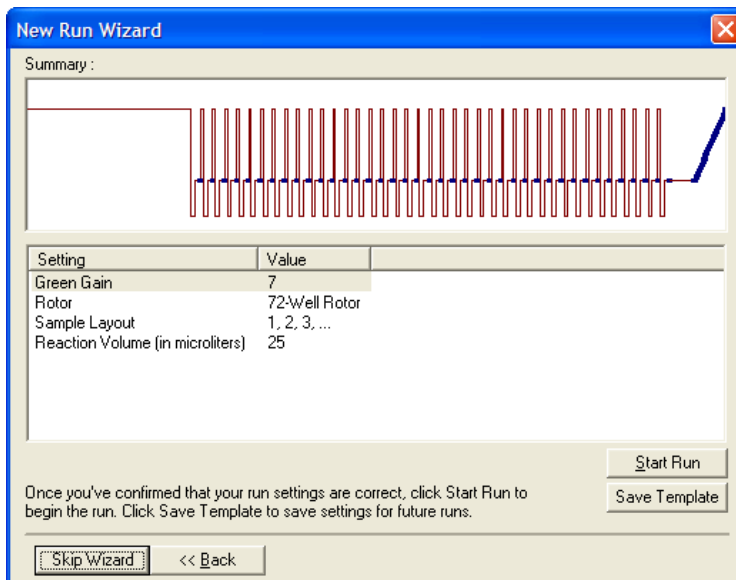 New Run Wizard
Summary :
Setting Value
Green Gain 7
Rotor 72-Well Rotor
Sample Layout 1, 2, 3, ...
Reaction Volume (in microliters) 25
Start Run
Once you've confirmed that your run settings are correct, click Start Run to
begin the run. Click Save Template to save settings for future runs.
Save Template
Skip Wizard << Back